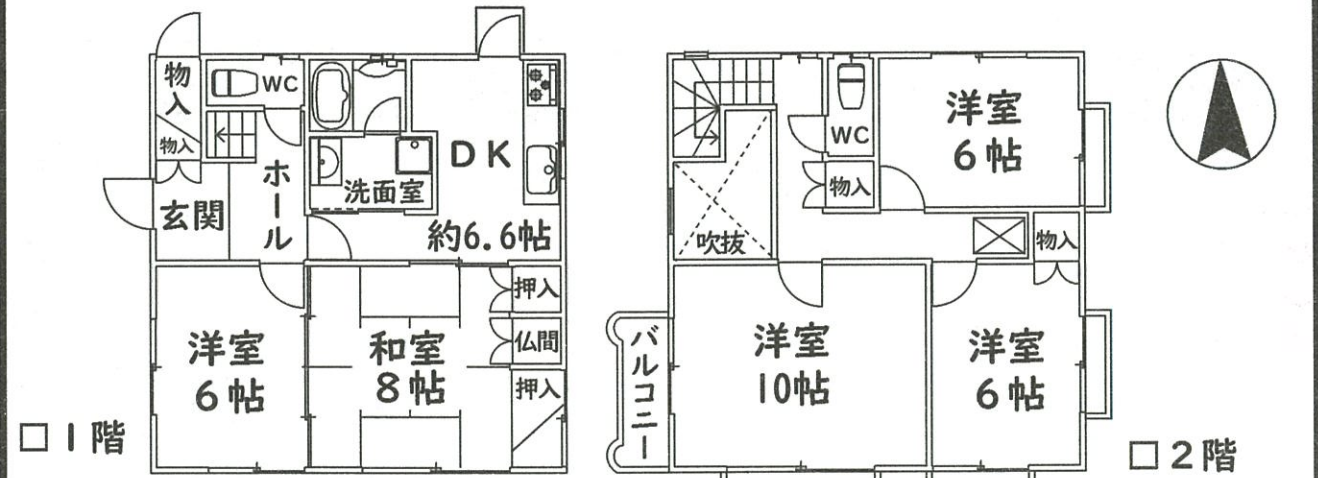 物入
物入
WC
DK
約6.6帖
洗面室
ホール
玄関
洋室
6帖
和室
8帖
押入
仏間
押入
□1階
WC
物入
洋室
6帖
吹抜
物入
バルコニー
洋室
10帖
洋室
6帖
□2階